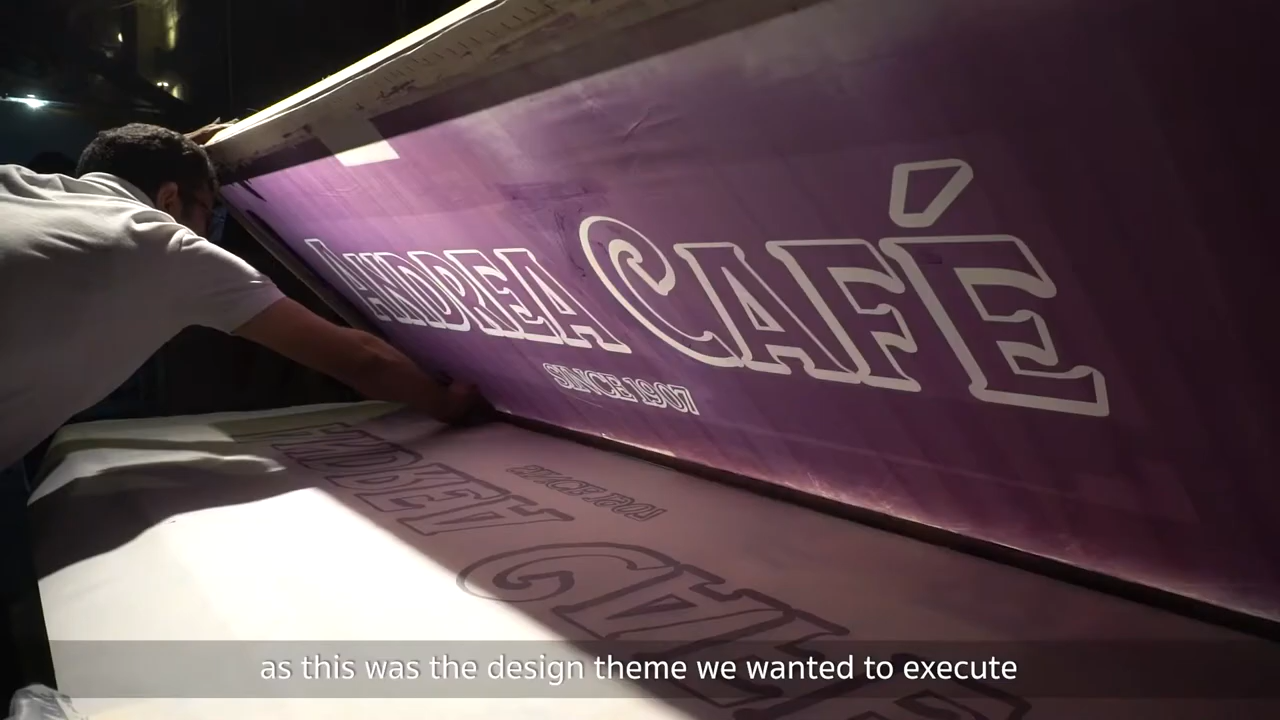 ANDREA CAFÉ
SINCE 1907
as this was the design theme we wanted to execute